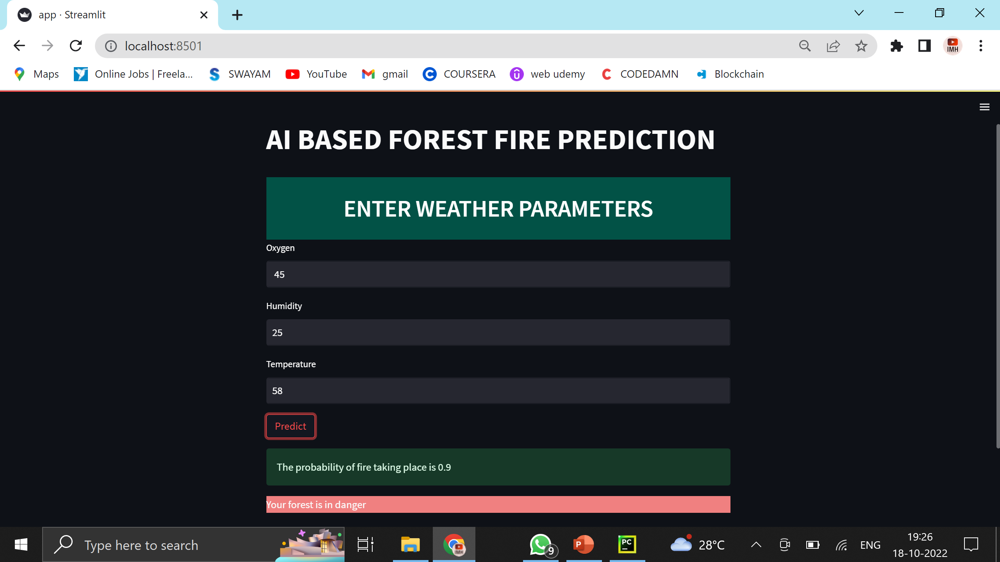 app · Streamlit
localhost:8501
IMH
Maps
Online Jobs | Freela...
SWAYAM
YouTube
gmail
COURSERA
web udemy
CODEDAMN
Blockchain
AI BASED FOREST FIRE PREDICTION
ENTER WEATHER PARAMETERS
Oxygen
45
Humidity
25
Temperature
58
Predict
The probability of fire taking place is 0.9
Your forest is in danger
Type here to search
9
P
PC
28°C
ENG
19:26
18-10-2022